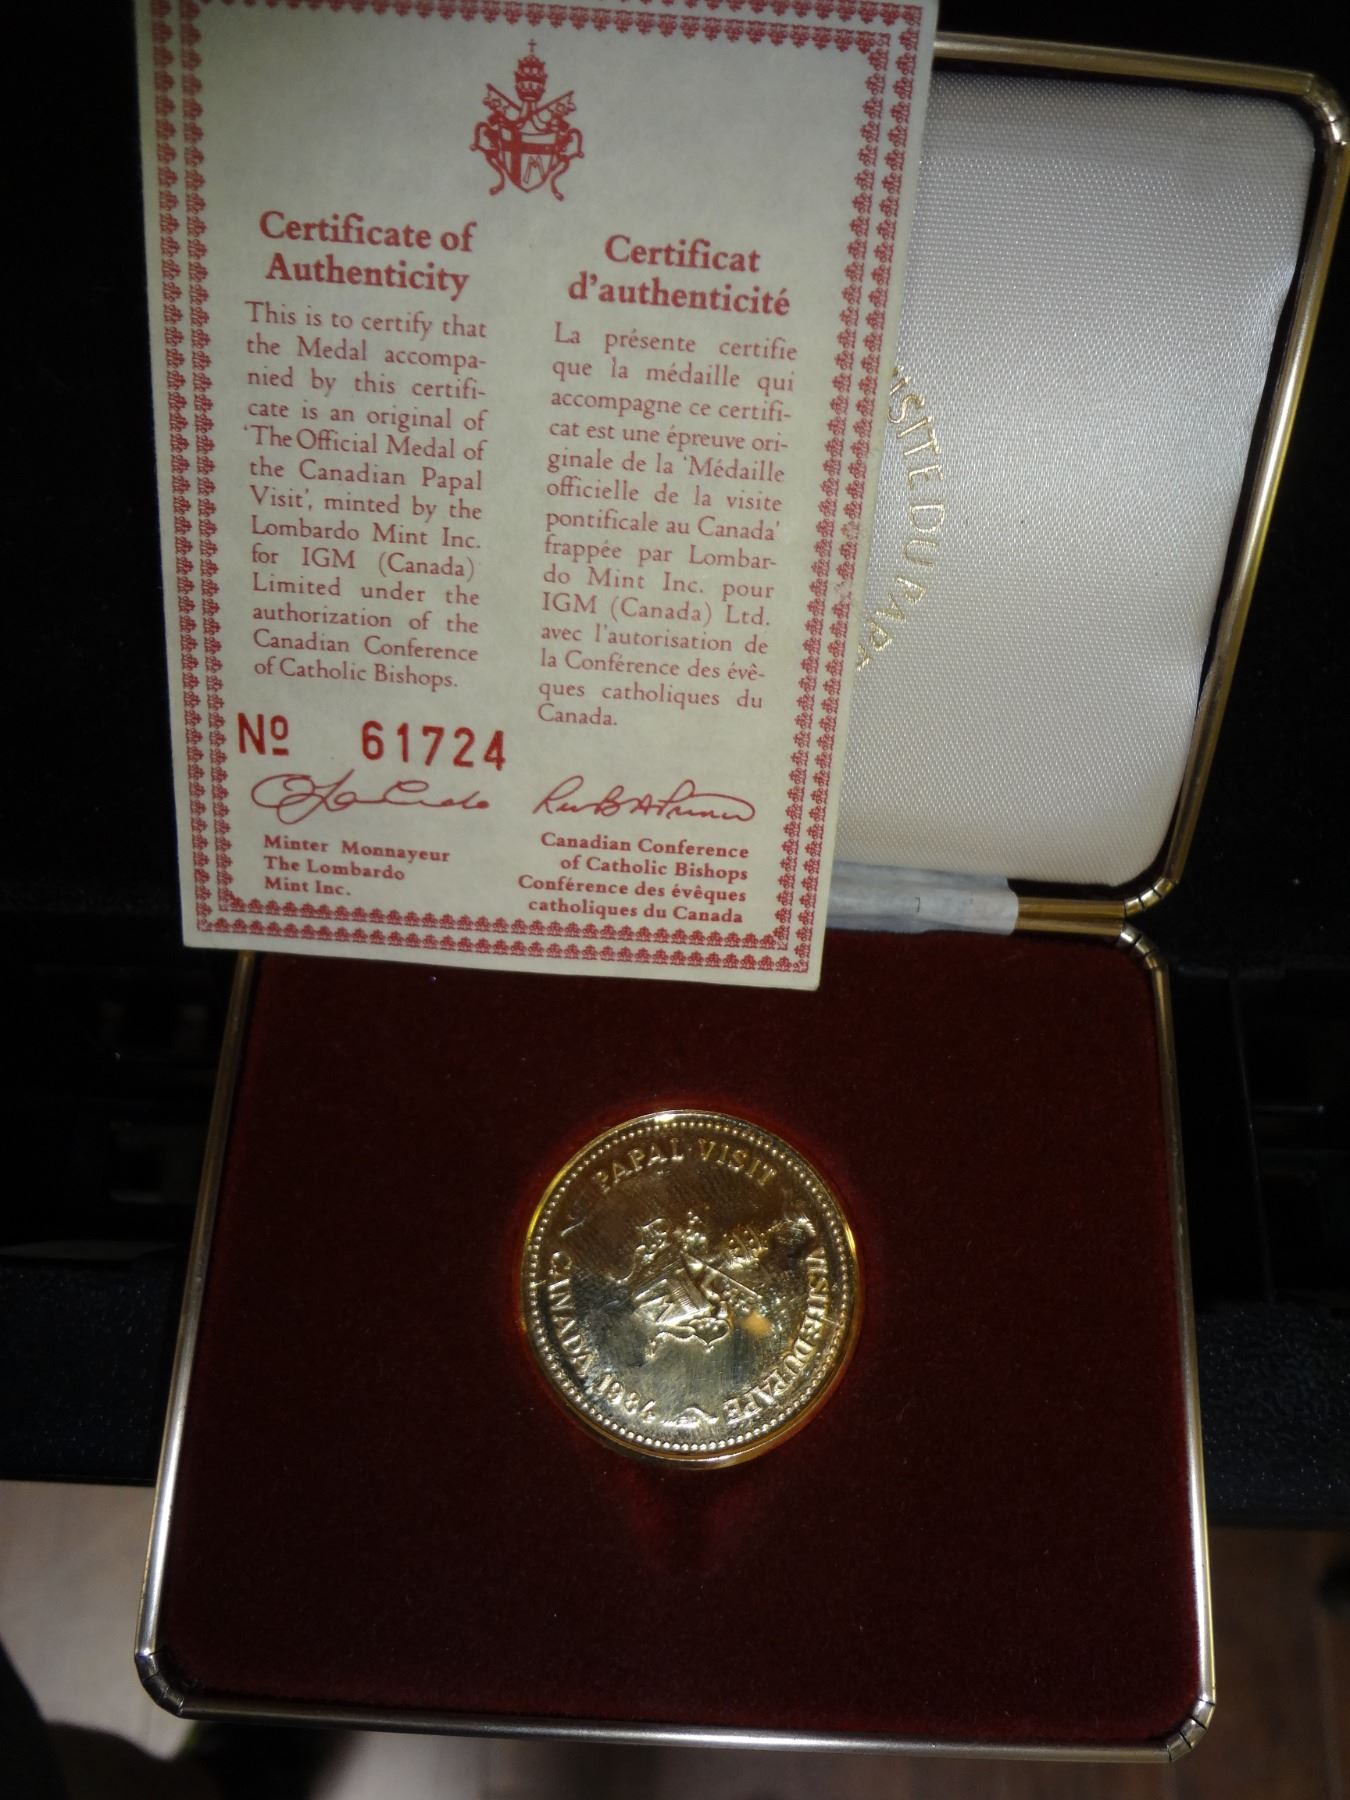 Certificate of
Authenticity
This is to certify that
the Medal accompa-
nied by this certifi-
cate is an original of
'The Official Medal of
the Canadian Papal
Visit', minted by the
Lombardo Mint Inc.
for IGM (Canada)
Limited under the
authorization of the
Canadian Conference
of Catholic Bishops.
Nº 61724
Minter Monnayeur
The Lombardo
Mint Inc.
Certificat
d'authenticité
La présente certifie
que la médaille qui
accompagne ce certifi-
cat est une épreuve ori-
ginale de la 'Médaille
officielle de la visite
pontificale au Canada'
frappée par Lombar-
do Mint Inc. pour
IGM (Canada) Ltd.
avec l'autorisation de
la Conférence des évê-
ques catholiques du
Canada.
Canadian Conference
of Catholic Bishops
Conférence des évêques
catholiques du Canada
VISITE DU PAPE
PAPAL VISIT
VISITE DU PAPE
CANADA 1984